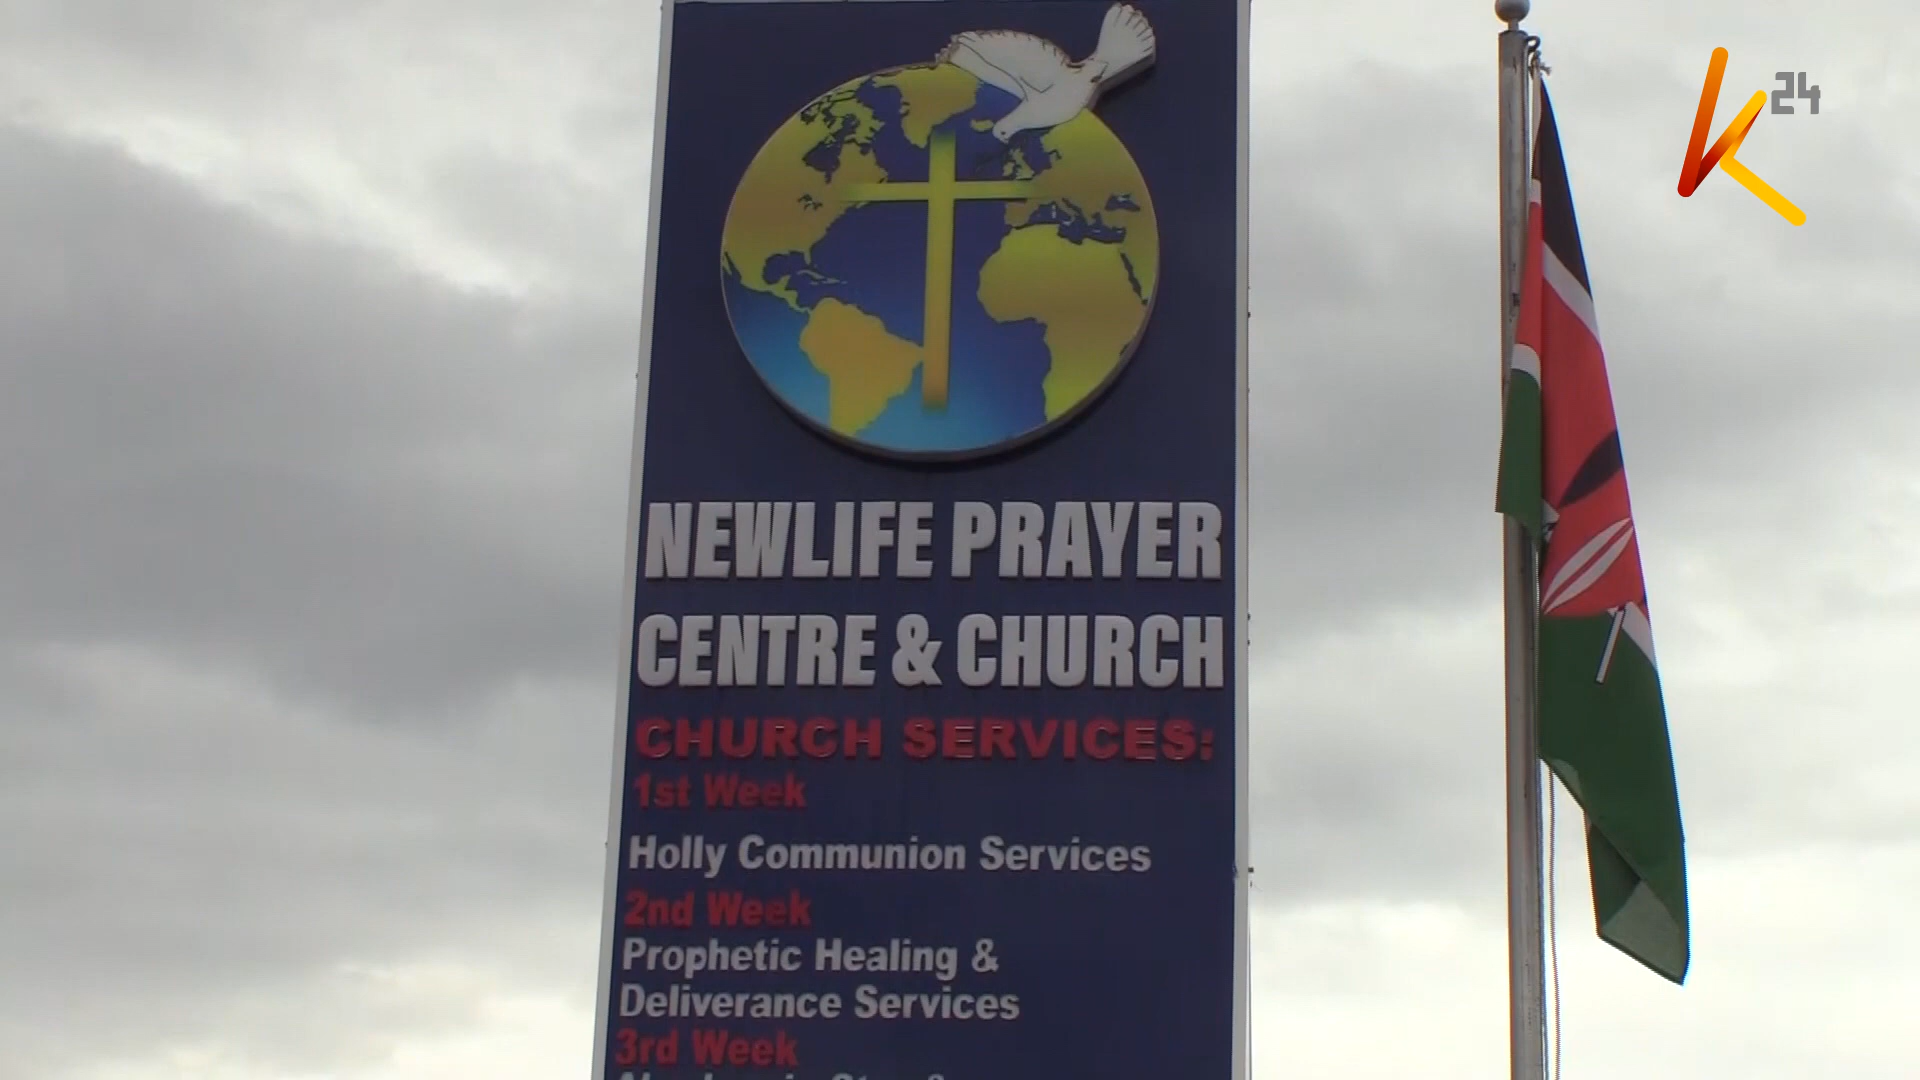 K24
NEWLIFE PRAYER
CENTRE & CHURCH
CHURCH SERVICES:
1st Week
Holly Communion Services
2nd Week
Prophetic Healing &
Deliverance Services
3rd Week